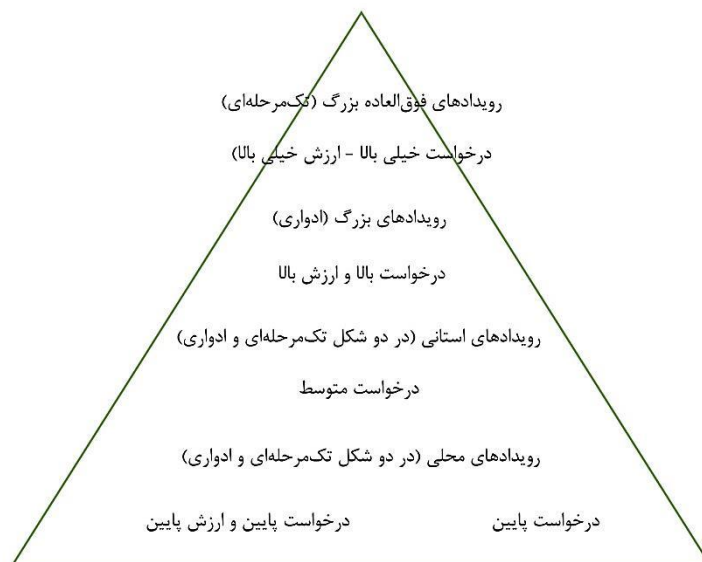 رویدادهای فوق‌العاده بزرگ (تک‌مرحله‌ای)
درخواست خیلی بالا - ارزش خیلی بالا)
رویدادهای بزرگ (ادواری)
درخواست بالا و ارزش بالا
رویدادهای استانی (در دو شکل تک‌مرحله‌ای و ادواری)
درخواست متوسط
رویدادهای محلی (در دو شکل تک‌مرحله‌ای و ادواری)
درخواست پایین درخواست پایین و ارزش پایین